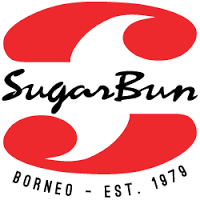 SugarBun
BORNEO - EST. 1979